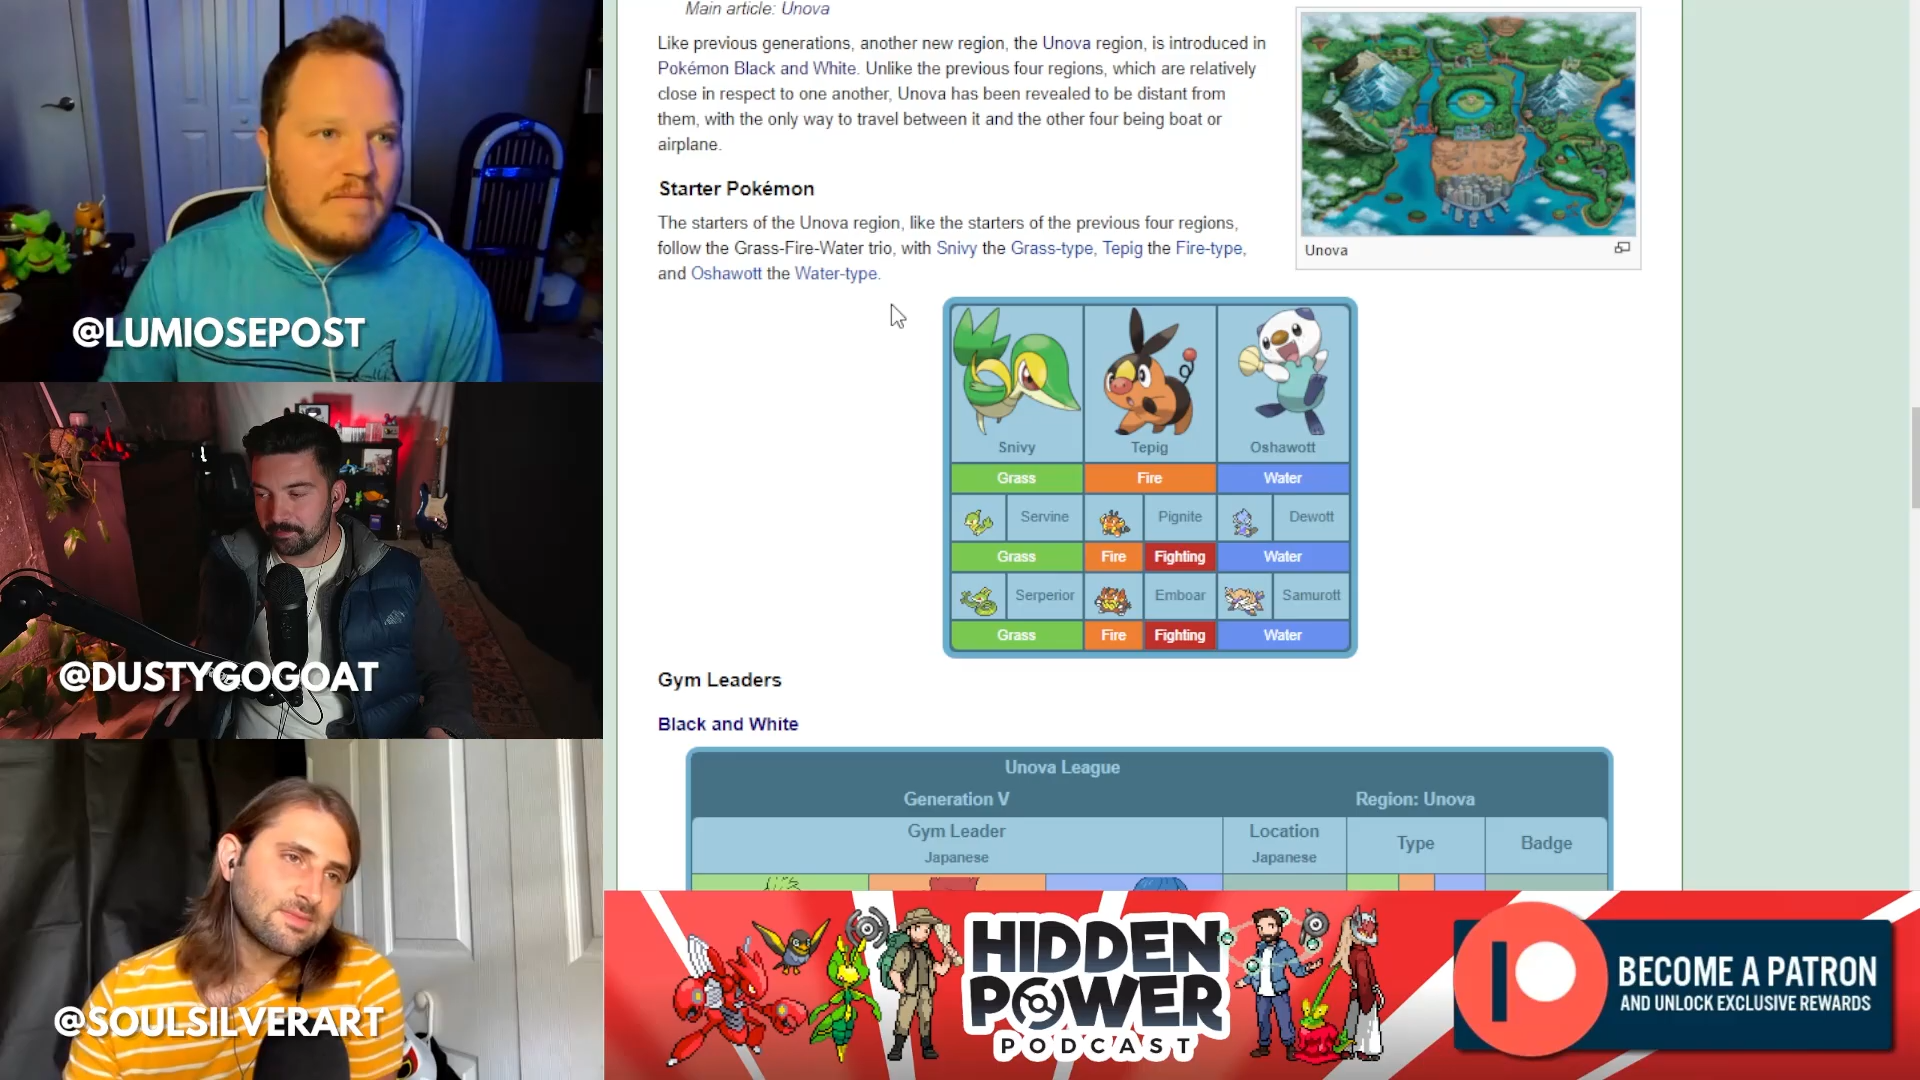 @LUMIOSEPOST
@DUSTYGOGOAT
@SOULSILVERART
Main article: Unova
Like previous generations, another new region, the Unova region, is introduced in
Pokémon Black and White. Unlike the previous four regions, which are relatively
close in respect to one another, Unova has been revealed to be distant from
them, with the only way to travel between it and the other four being boat or
airplane.
Unova
Starter Pokémon
The starters of the Unova region, like the starters of the previous four regions,
follow the Grass-Fire-Water trio, with Snivy the Grass-type, Tepig the Fire-type,
and Oshawott the Water-type.
Snivy Tepig Oshawott
Grass Fire Water
Servine Pignite Dewott
Grass Fire Fighting Water
Serperior Emboar Samurott
Grass Fire Fighting Water
Gym Leaders
Black and White
Unova League
Generation V Region: Unova
Gym Leader Location Type Badge
Japanese Japanese
HIDDEN
POWER
PODCAST
BECOME A PATRON
AND UNLOCK EXCLUSIVE REWARDS